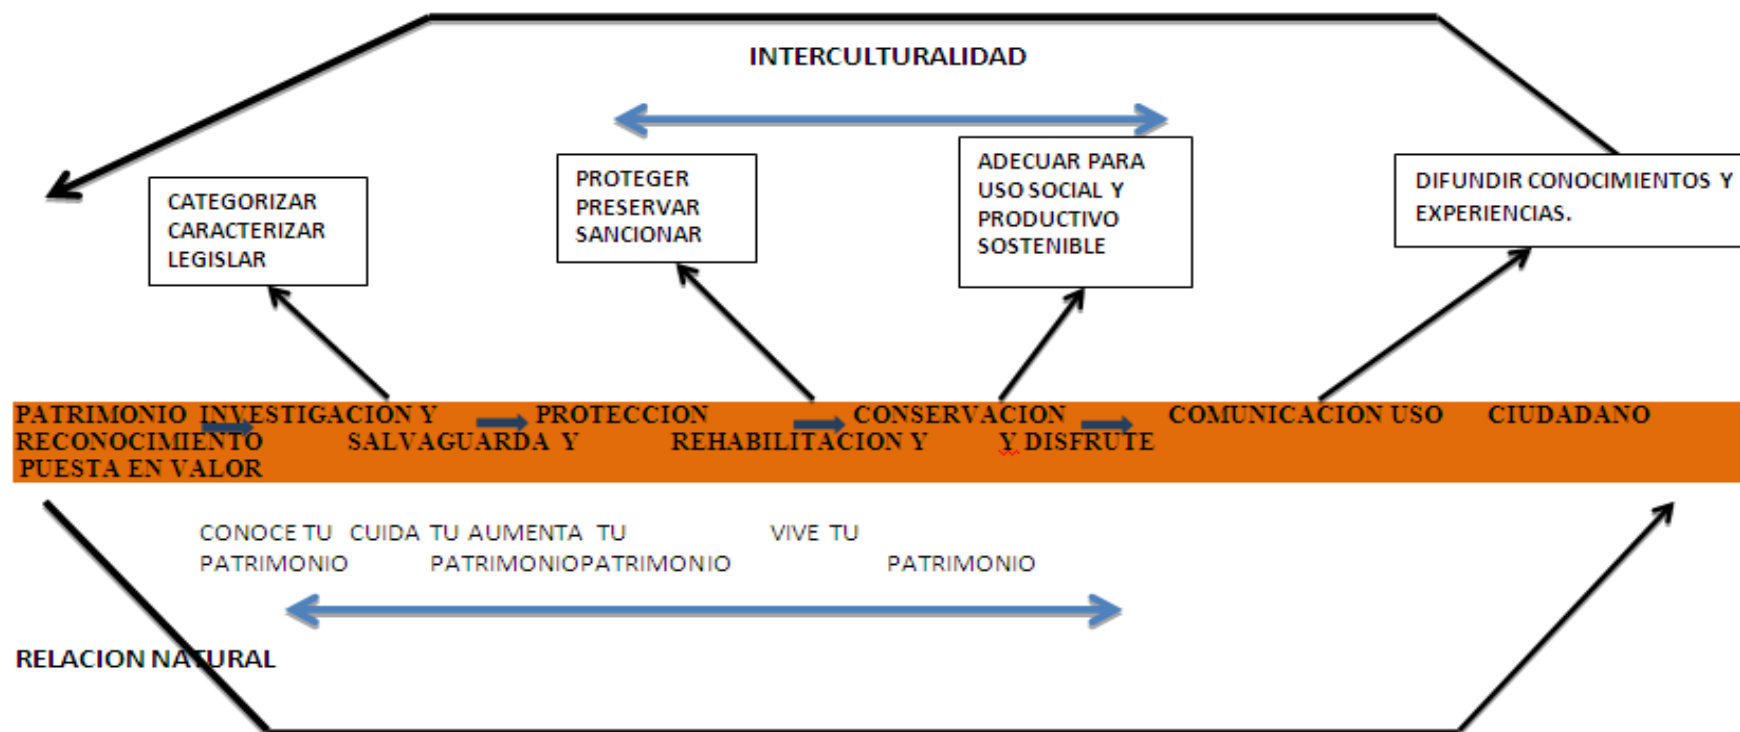 INTERCULTURALIDAD
CATEGORIZAR
CARACTERIZAR
LEGISLAR
PROTEGER
PRESERVAR
SANCIONAR
ADECUAR PARA
USO SOCIAL Y
PRODUCTIVO
SOSTENIBLE
DIFUNDIR CONOCIMIENTOS Y
EXPERIENCIAS.
PATRIMONIO INVESTIGACION Y PROTECCION CONSERVACION COMUNICACIÓN USO CIUDADANO
RECONOCIMIENTO SALVAGUARDA Y REHABILITACION Y Y DISFRUTE
PUESTA EN VALOR
CONOCE TU CUIDA TU AUMENTA TU VIVE TU
PATRIMONIO PATRIMONIOPATRIMONIO PATRIMONIO
RELACION NATURAL